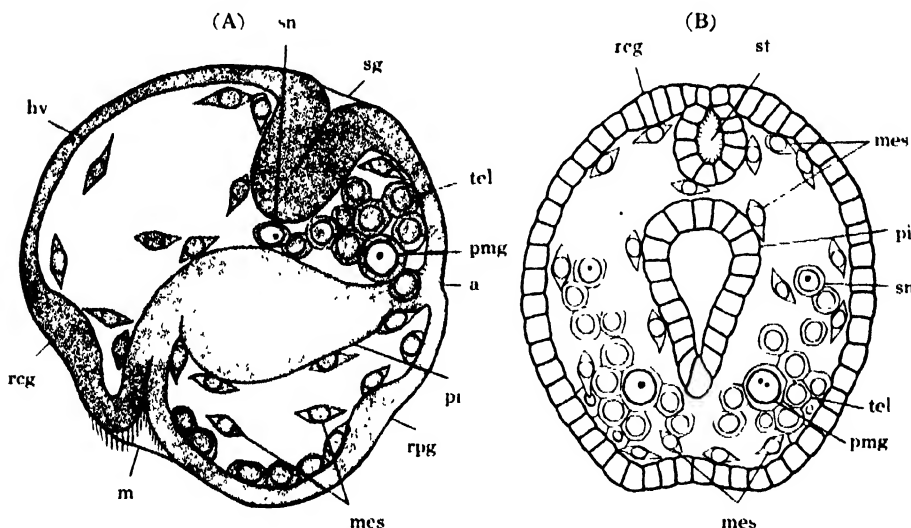 (A)
sn
sg
hv
tel
pmg
a
rcg
pi
rpg
m
mes
(B)
rcg
st
mes
pi
sn
tel
pmg
mes